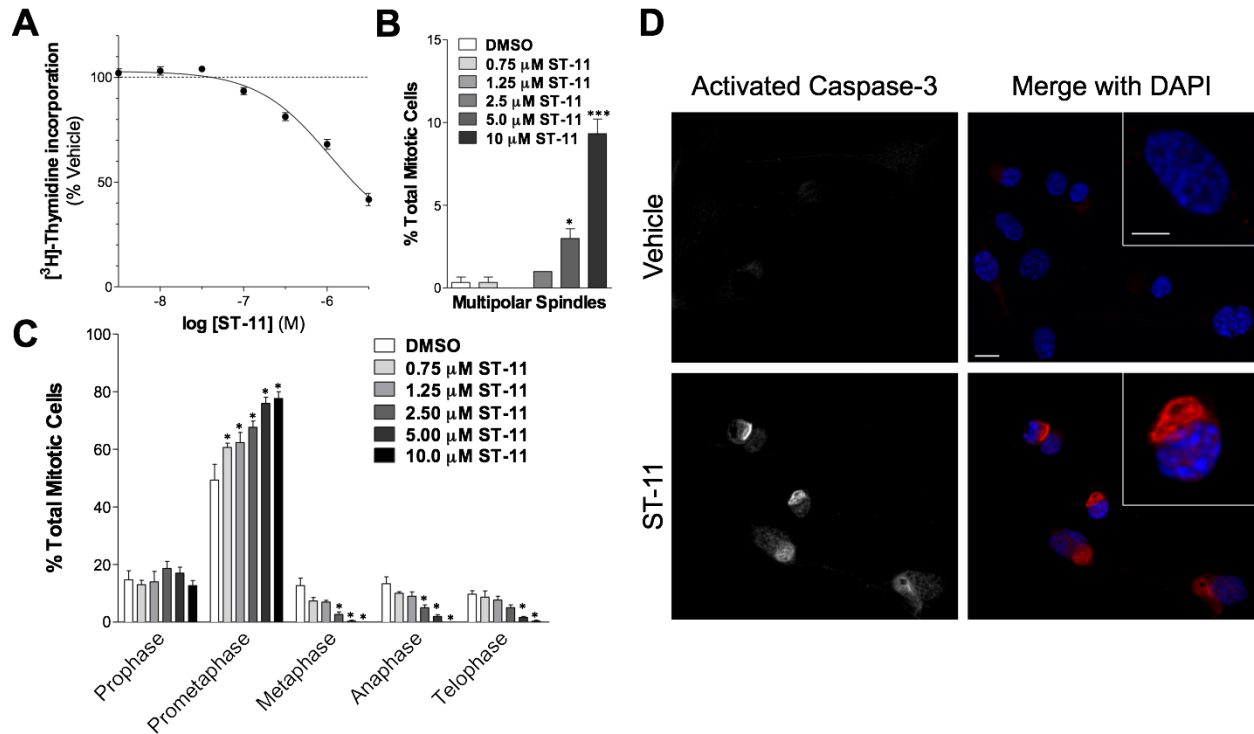 A
[³H]-Thymidine incorporation
(% Vehicle)
100
50
0
-8
-7
-6
log [ST-11] (M)
B
% Total Mitotic Cells
15
10
5
0
DMSO
0.75 μM ST-11
1.25 μM ST-11
2.5 μM ST-11
5.0 μM ST-11
10 μM ST-11
*
***
Multipolar Spindles
C
% Total Mitotic Cells
100
80
60
40
20
0
DMSO
0.75 μM ST-11
1.25 μM ST-11
2.50 μM ST-11
5.00 μM ST-11
10.0 μM ST-11
* * * * *
* * *
* * *
* *
Prophase
Prometaphase
Metaphase
Anaphase
Telophase
D
Activated Caspase-3
Merge with DAPI
Vehicle
ST-11